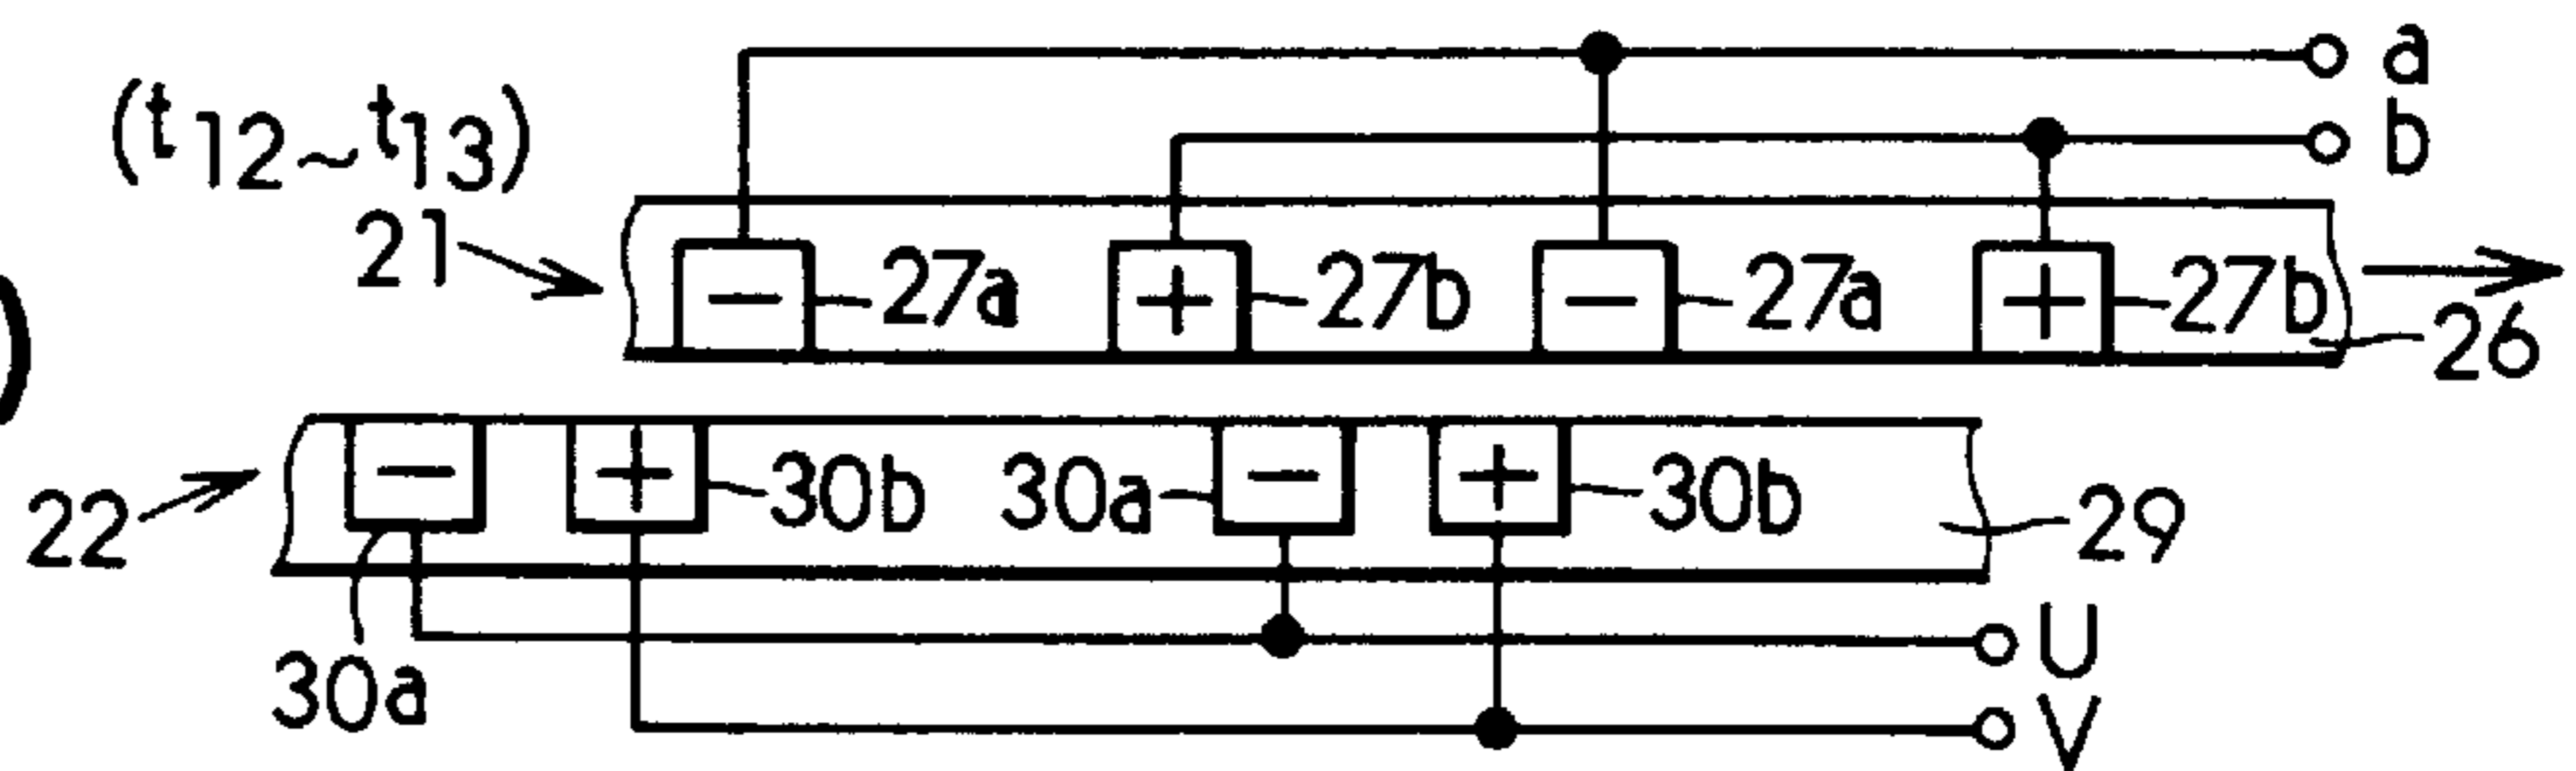 a
(t12~t13)
b
21
− 27a + 27b − 27a + 27b
26
− + 30b 30a − + 30b
22
29
U
30a
V